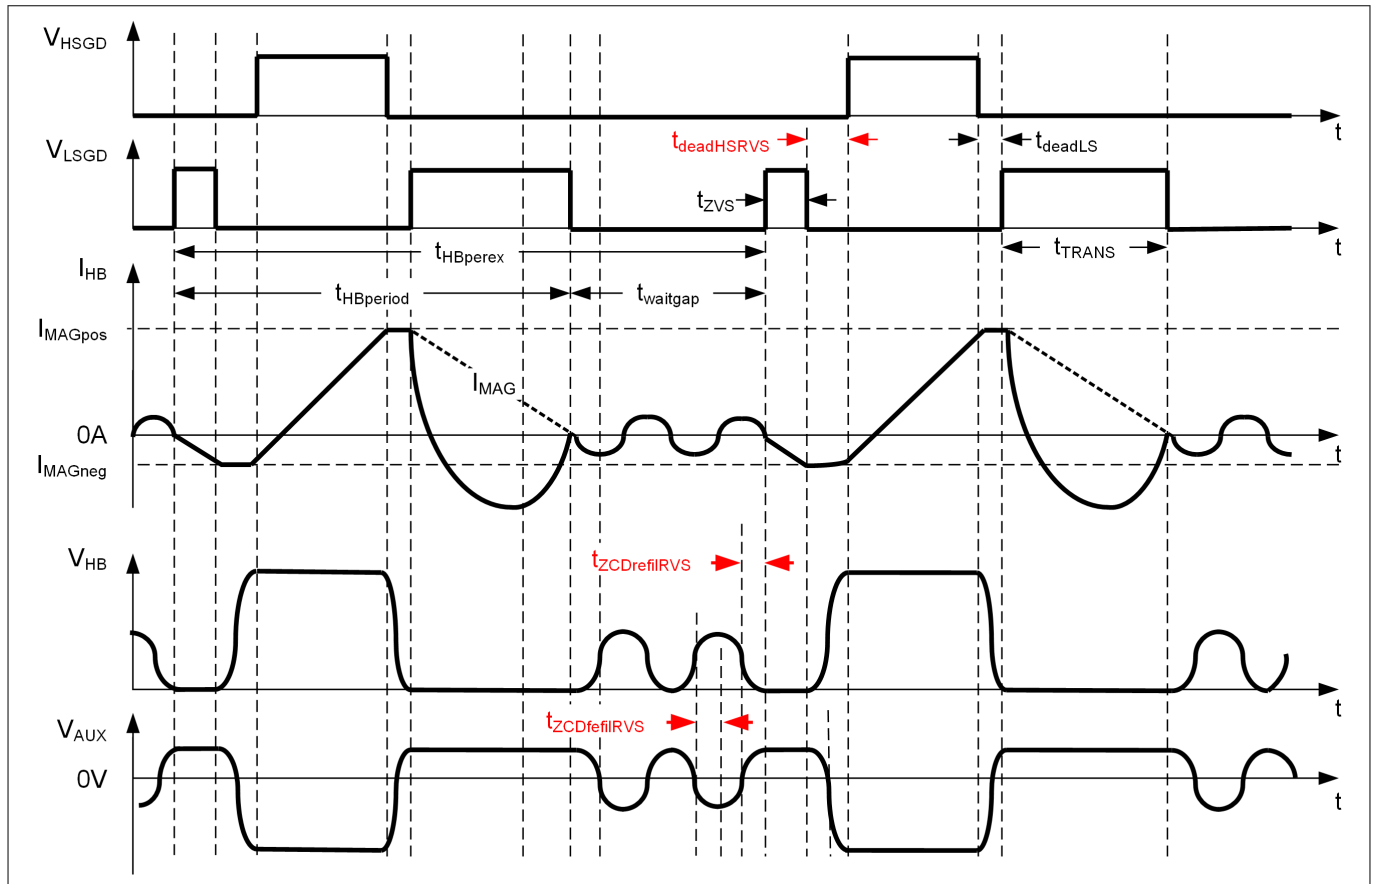 VHSGD
t
VLSGD
tdeadHSRVS
tdeadLS
tZVS
t
tHBperex
tTRANS
IHB
tHBperiod
twaitgap
IMAGpos
IMAG
0A
t
IMAGneg
VHB
tZCDrefilRVS
t
VAUX
tZCDfefilRVS
0V
t